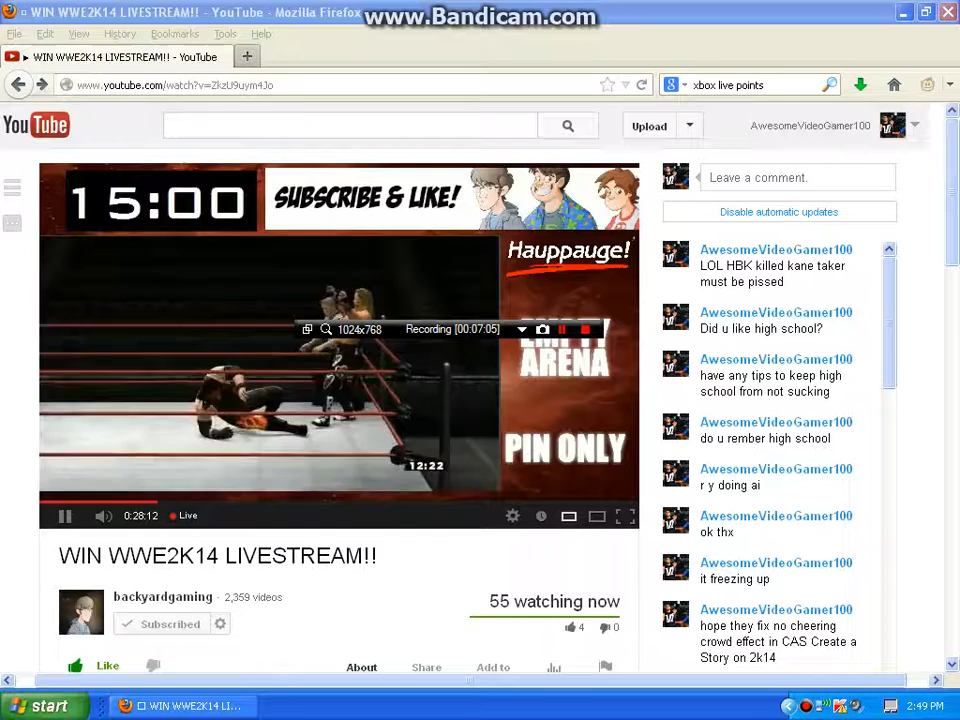 WIN WWE2K14 LIVESTREAM!! - YouTube - Mozilla Firefox
www.Bandicam.com
File Edit View History Bookmarks Tools Help
WIN WWE2K14 LIVESTREAM!! - YouTube
www.youtube.com/watch?v=ZkzU9uym4Jo
xbox live points
YouTube
Upload
AwesomeVideoGamer100
15:00
SUBSCRIBE & LIKE!
Leave a comment.
Disable automatic updates
Hauppauge!
1024x768 Recording [00:07:05]
EMPTY
ARENA
PIN ONLY
12:22
0:28:12 Live
AwesomeVideoGamer100
LOL HBK killed kane taker
must be pissed
AwesomeVideoGamer100
Did u like high school?
AwesomeVideoGamer100
have any tips to keep high
school from not sucking
AwesomeVideoGamer100
do u rember high school
AwesomeVideoGamer100
r y doing ai
AwesomeVideoGamer100
ok thx
AwesomeVideoGamer100
it freezing up
AwesomeVideoGamer100
hope they fix no cheering
crowd effect in CAS Create a
Story on 2k14
WIN WWE2K14 LIVESTREAM!!
backyardgaming 2,359 videos
Subscribed
55 watching now
4 0
Like
About Share Add to
start
WIN WWE2K14 LI...
2:49 PM